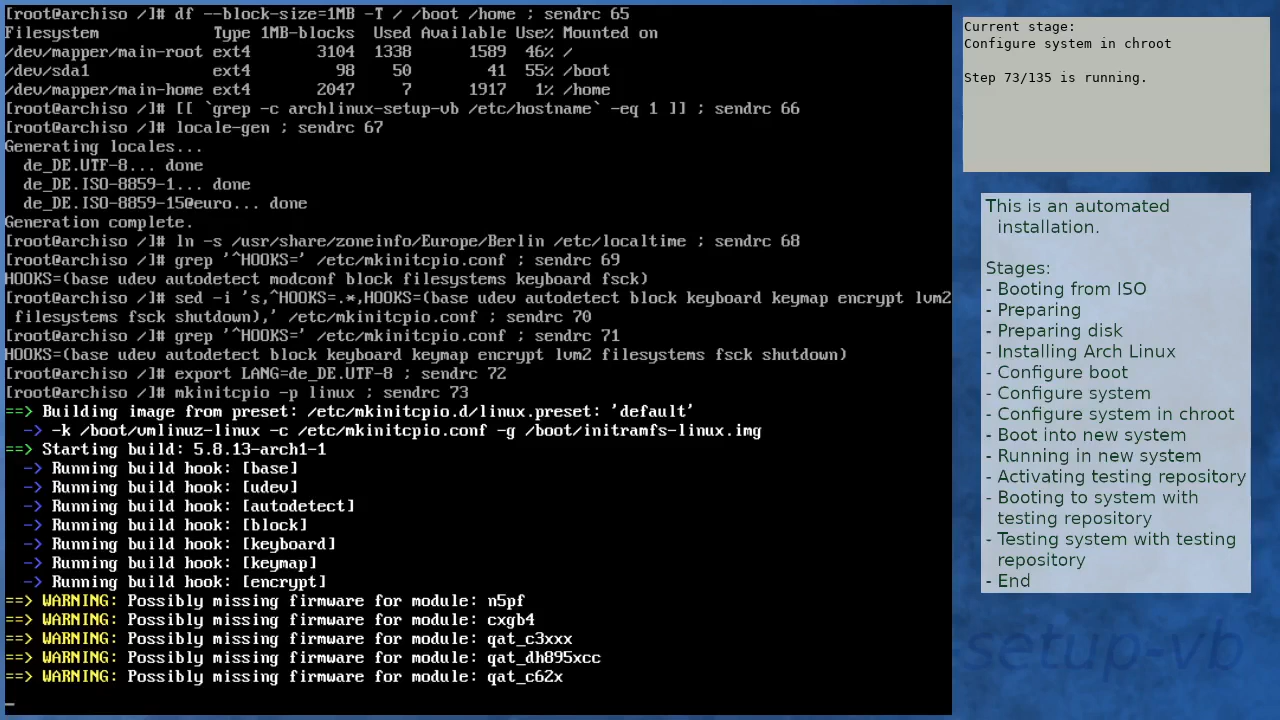 [root@archiso /]# df --block-size=1MB -T / /boot /home ; sendrc 65
Filesystem            Type 1MB-blocks  Used Available Use% Mounted on
/dev/mapper/main-root ext4       3104  1338      1589  46% /
/dev/sda1             ext4         98    50        41  55% /boot
/dev/mapper/main-home ext4       2047     7      1917   1% /home
[root@archiso /]# [[ `grep -c archlinux-setup-vb /etc/hostname` -eq 1 ]] ; sendrc 66
[root@archiso /]# locale-gen ; sendrc 67
Generating locales...
  de_DE.UTF-8... done
  de_DE.ISO-8859-1... done
  de_DE.ISO-8859-15@euro... done
Generation complete.
[root@archiso /]# ln -s /usr/share/zoneinfo/Europe/Berlin /etc/localtime ; sendrc 68
[root@archiso /]# grep '^HOOKS=' /etc/mkinitcpio.conf ; sendrc 69
HOOKS=(base udev autodetect modconf block filesystems keyboard fsck)
[root@archiso /]# sed -i 's,^HOOKS=.*,HOOKS=(base udev autodetect block keyboard keymap encrypt lvm2
 filesystems fsck shutdown),' /etc/mkinitcpio.conf ; sendrc 70
[root@archiso /]# grep '^HOOKS=' /etc/mkinitcpio.conf ; sendrc 71
HOOKS=(base udev autodetect block keyboard keymap encrypt lvm2 filesystems fsck shutdown)
[root@archiso /]# export LANG=de_DE.UTF-8 ; sendrc 72
[root@archiso /]# mkinitcpio -p linux ; sendrc 73
==> Building image from preset: /etc/mkinitcpio.d/linux.preset: 'default'
  -> -k /boot/vmlinuz-linux -c /etc/mkinitcpio.conf -g /boot/initramfs-linux.img
==> Starting build: 5.8.13-arch1-1
  -> Running build hook: [base]
  -> Running build hook: [udev]
  -> Running build hook: [autodetect]
  -> Running build hook: [block]
  -> Running build hook: [keyboard]
  -> Running build hook: [keymap]
  -> Running build hook: [encrypt]
==> WARNING: Possibly missing firmware for module: n5pf
==> WARNING: Possibly missing firmware for module: cxgb4
==> WARNING: Possibly missing firmware for module: qat_c3xxx
==> WARNING: Possibly missing firmware for module: qat_dh895xcc
==> WARNING: Possibly missing firmware for module: qat_c62x
Current stage:
Configure system in chroot
Step 73/135 is running.
This is an automated
installation.
Stages:
- Booting from ISO
- Preparing
- Preparing disk
- Installing Arch Linux
- Configure boot
- Configure system
- Configure system in chroot
- Boot into new system
- Running in new system
- Activating testing repository
- Booting to system with
testing repository
- Testing system with testing
repository
- End
-setup-vb